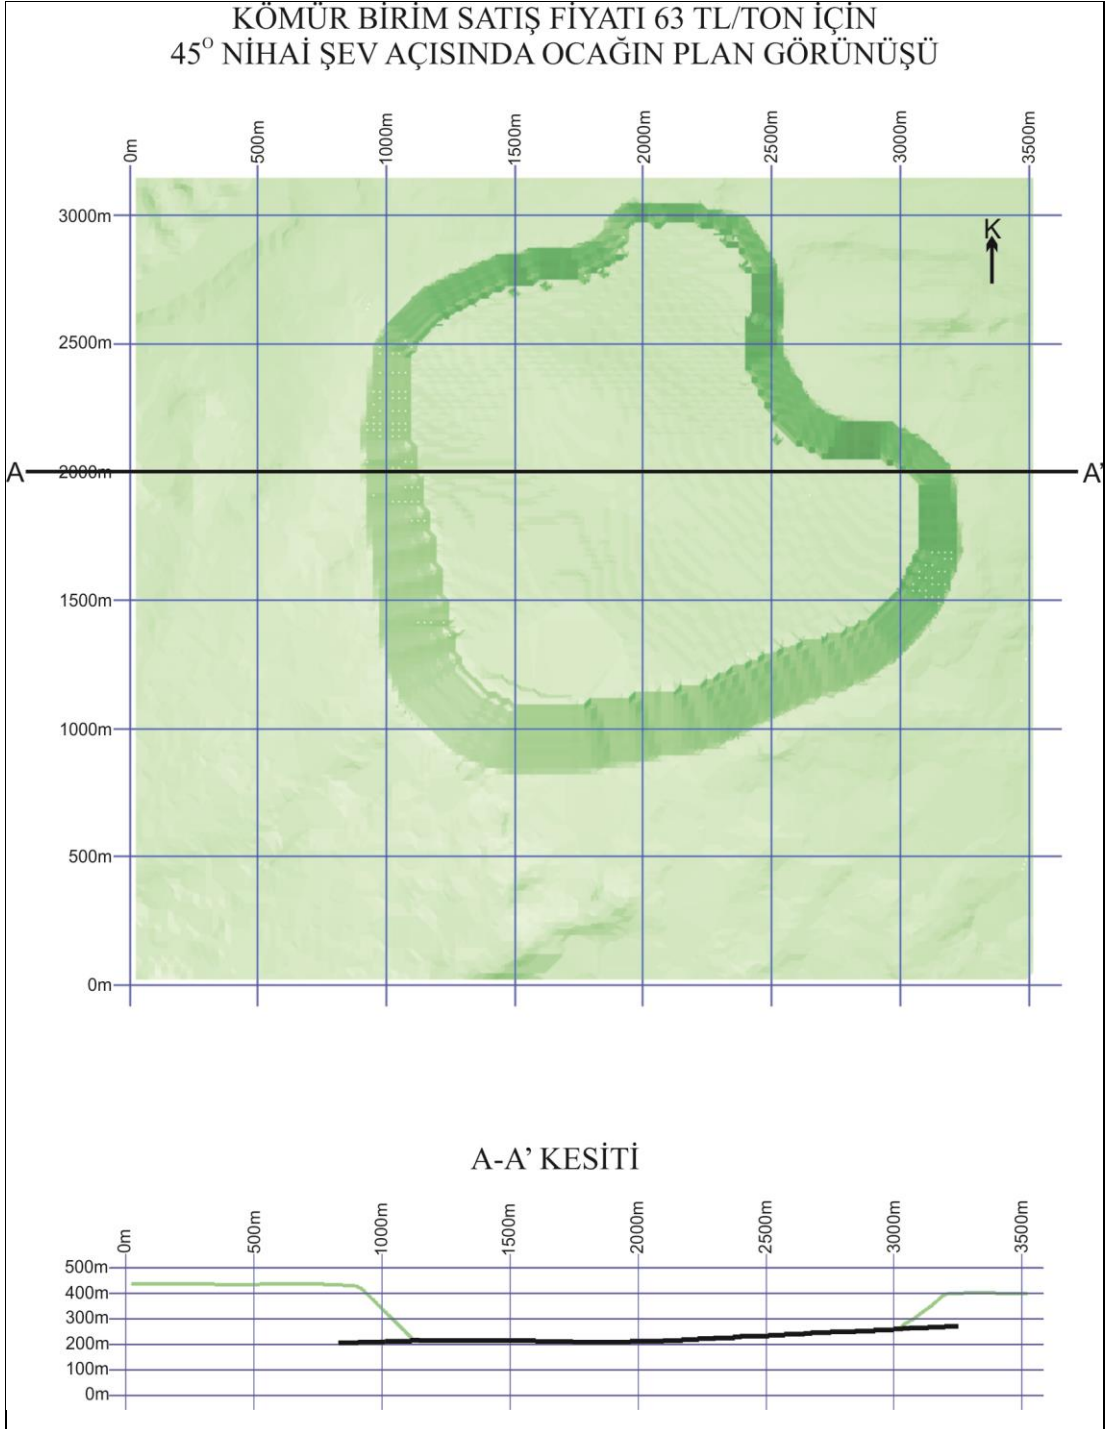 KÖMÜR BİRİM SATIŞ FİYATI 63 TL/TON İÇİN
45° NİHAİ ŞEV AÇISINDA OCAĞIN PLAN GÖRÜNÜŞÜ
0m 500m 1000m 1500m 2000m 2500m 3000m 3500m
3000m
K
2500m
A 2000m A'
1500m
1000m
500m
0m
A-A' KESİTİ
0m 500m 1000m 1500m 2000m 2500m 3000m 3500m
500m
400m
300m
200m
100m
0m